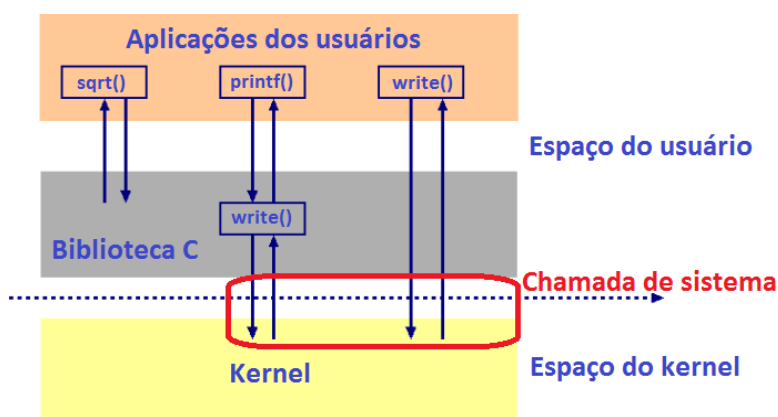 Aplicações dos usuários
sqrt()
printf()
write()
Espaço do usuário
write()
Biblioteca C
Chamada de sistema
Kernel
Espaço do kernel